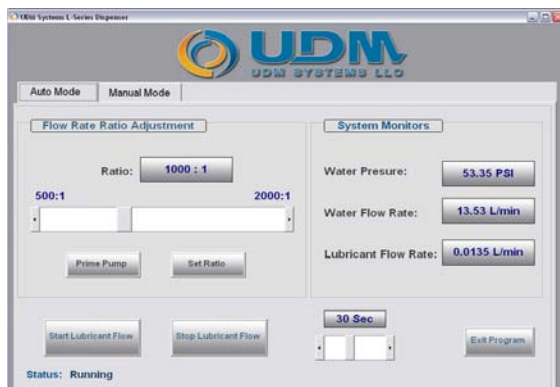 UDM Systems L-Series Dispenser
UDM
UDM SYSTEMS LLC
Auto Mode Manual Mode
Flow Rate Ratio Adjustment
Ratio: 1000 : 1
500:1 2000:1
Prime Pump Set Ratio
System Monitors
Water Presure: 53.35 PSI
Water Flow Rate: 13.53 L/min
Lubricant Flow Rate: 0.0135 L/min
Start Lubricant Flow Stop Lubricant Flow
30 Sec
Exit Program
Status: Running